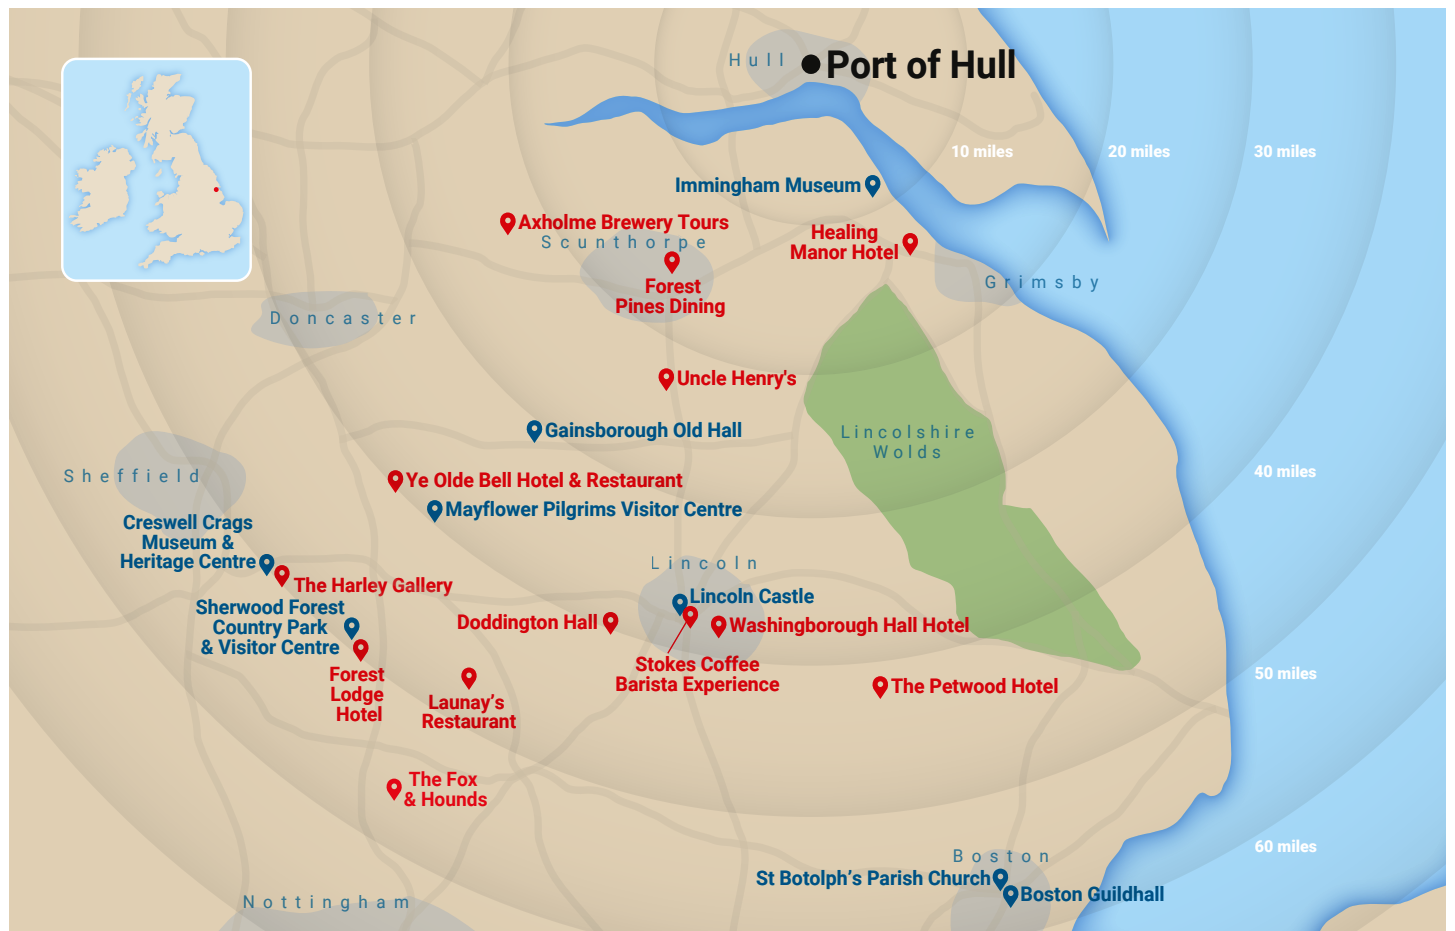 Hull
Port of Hull
10 miles
20 miles
30 miles
Immingham Museum
Axholme Brewery Tours
Scunthorpe
Healing
Manor Hotel
Forest
Pines Dining
Grimsby
Doncaster
Uncle Henry's
Gainsborough Old Hall
Lincolshire
Wolds
Sheffield
Ye Olde Bell Hotel & Restaurant
40 miles
Mayflower Pilgrims Visitor Centre
Creswell Crags
Museum &
Heritage Centre
The Harley Gallery
Lincoln
Lincoln Castle
Sherwood Forest
Country Park
& Visitor Centre
Doddington Hall
Washingborough Hall Hotel
Stokes Coffee
Barista Experience
Forest
Lodge
Hotel
50 miles
The Petwood Hotel
Launay’s
Restaurant
The Fox
& Hounds
60 miles
Boston
St Botolph’s Parish Church
Boston Guildhall
Nottingham